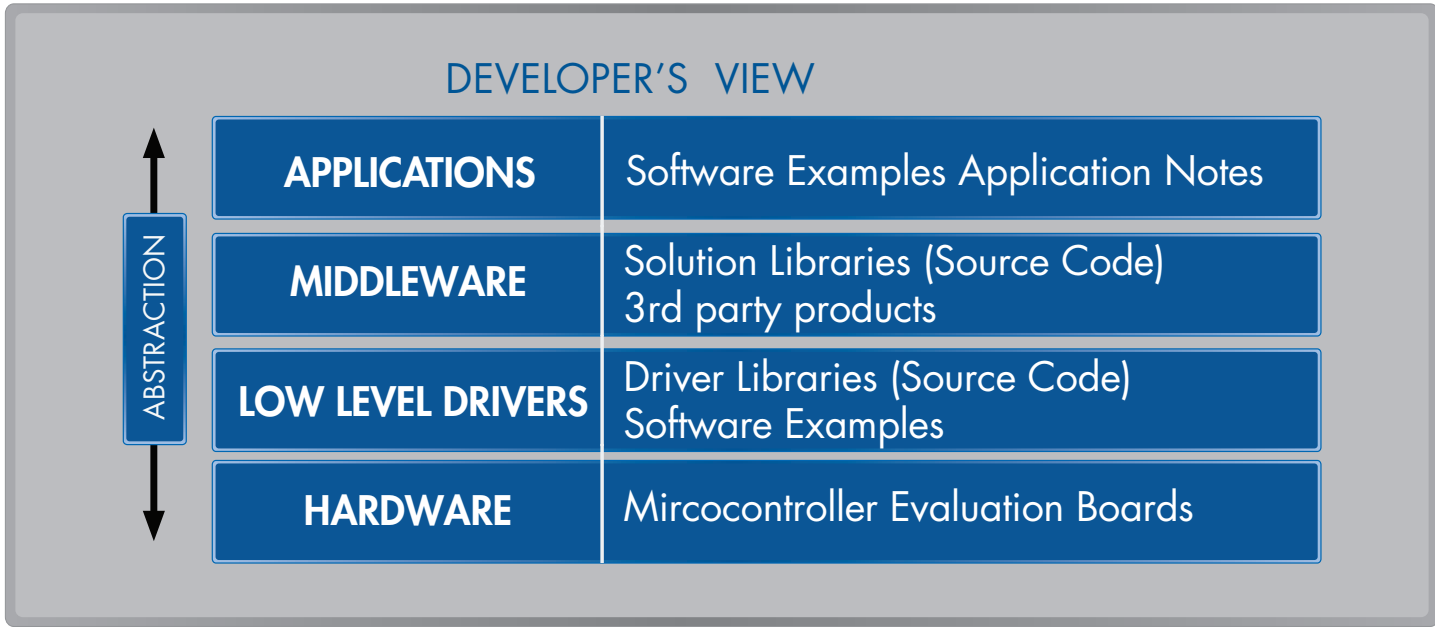 DEVELOPER'S VIEW
ABSTRACTION
APPLICATIONS
Software Examples Application Notes
MIDDLEWARE
Solution Libraries (Source Code)
3rd party products
LOW LEVEL DRIVERS
Driver Libraries (Source Code)
Software Examples
HARDWARE
Mircocontroller Evaluation Boards